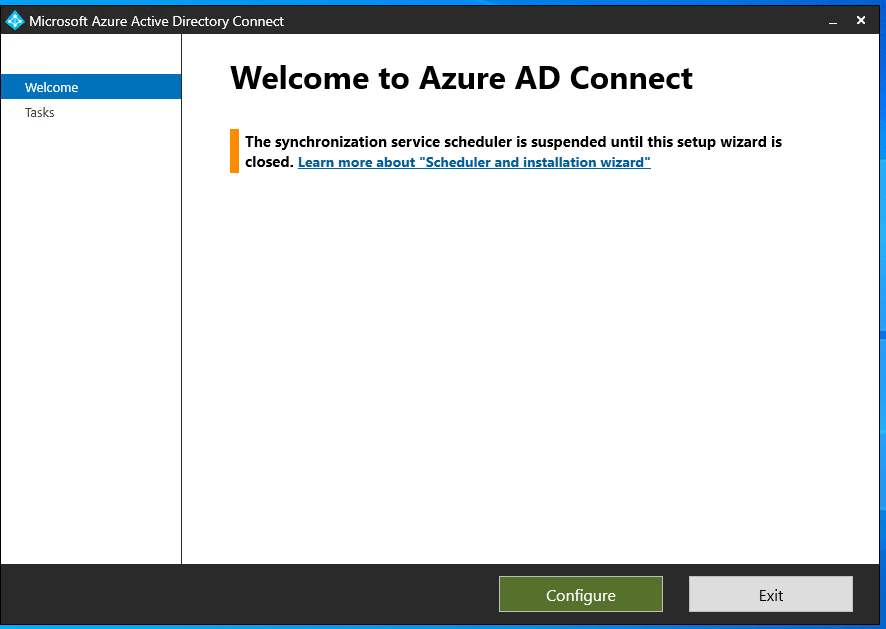 Microsoft Azure Active Directory Connect
Welcome
Tasks
Welcome to Azure AD Connect
The synchronization service scheduler is suspended until this setup wizard is
closed. Learn more about "Scheduler and installation wizard"
Configure
Exit